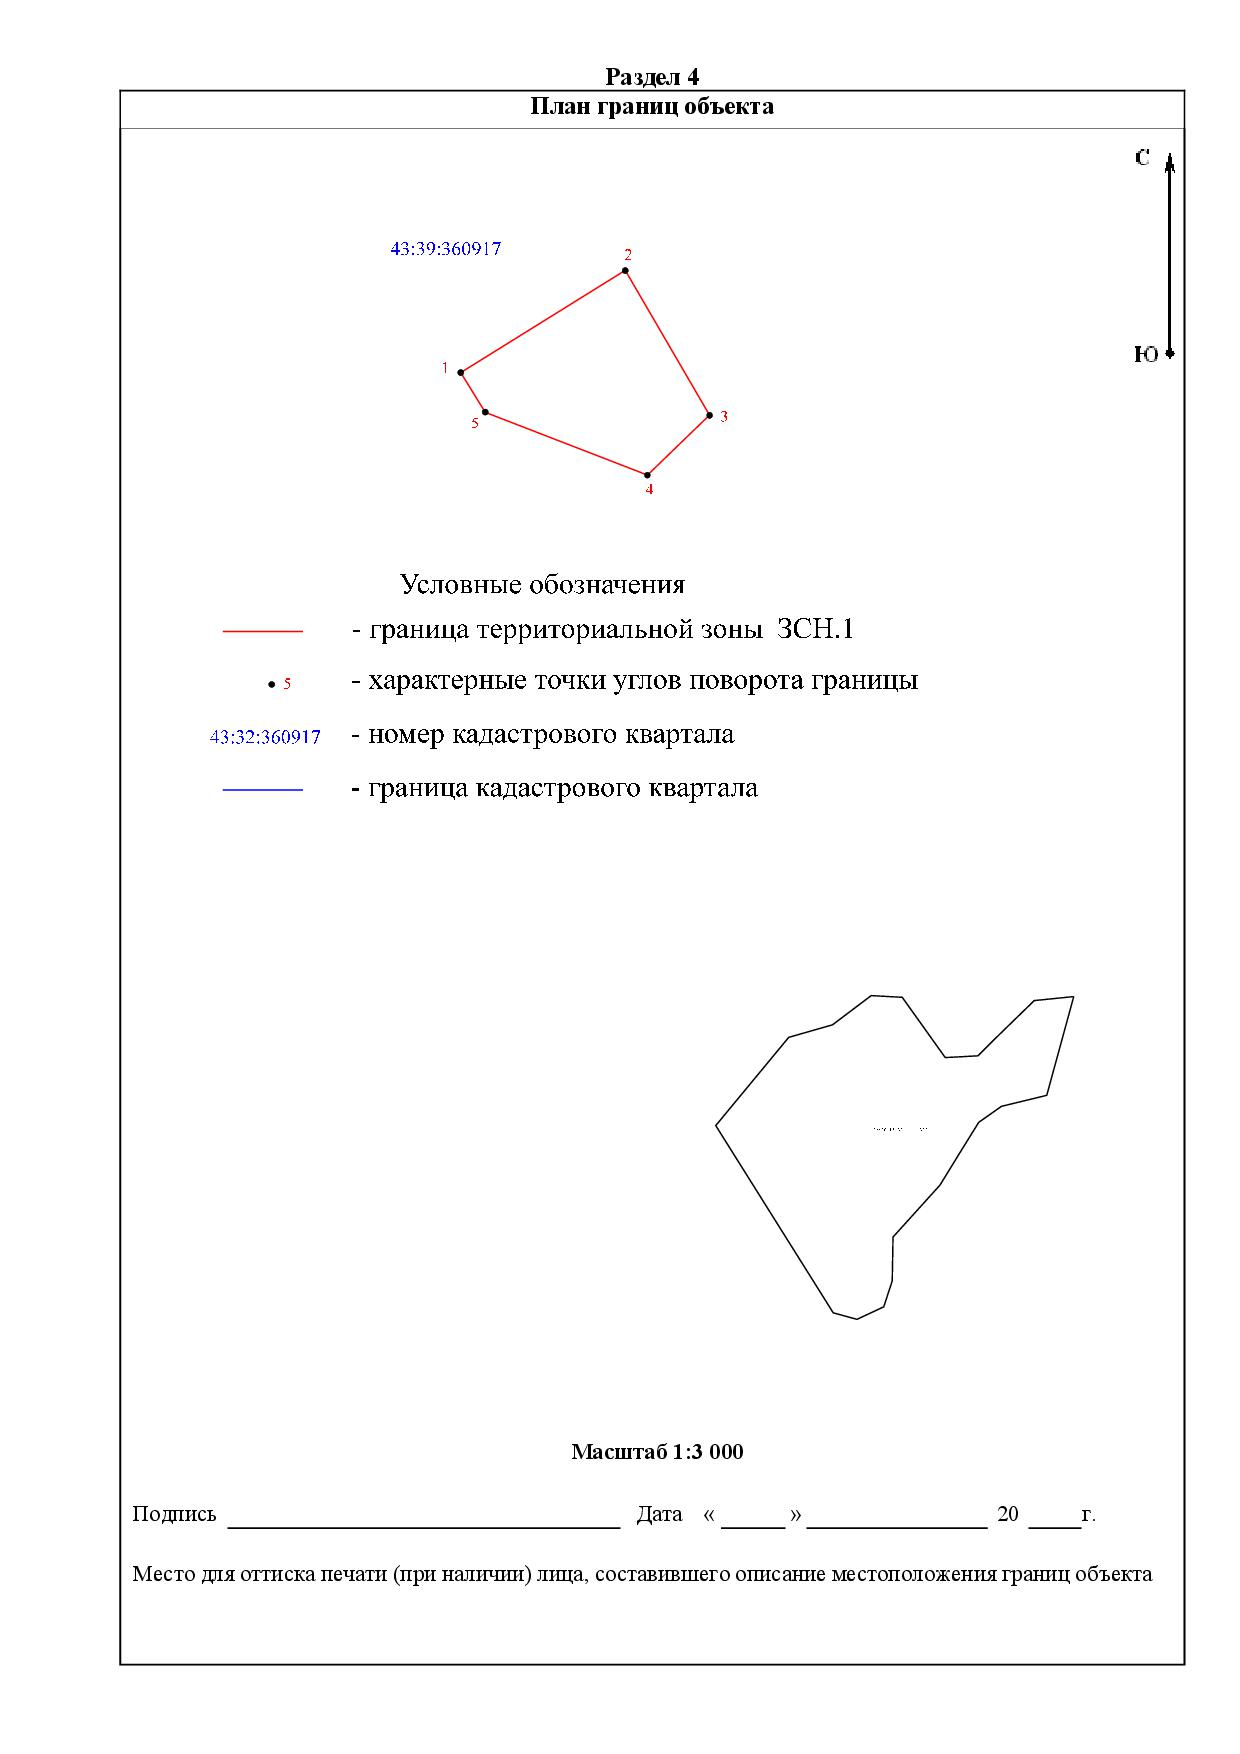 Раздел 4
План границ объекта
С
43:39:360917
2
Ю
1
3
5
4
Условные обозначения
- граница территориальной зоны ЗСН.1
5 - характерные точки углов поворота границы
43:32:360917 - номер кадастрового квартала
- граница кадастрового квартала
Масштаб 1:3 000
Подпись Дата « » 20 г.
Место для оттиска печати (при наличии) лица, составившего описание местоположения границ объекта